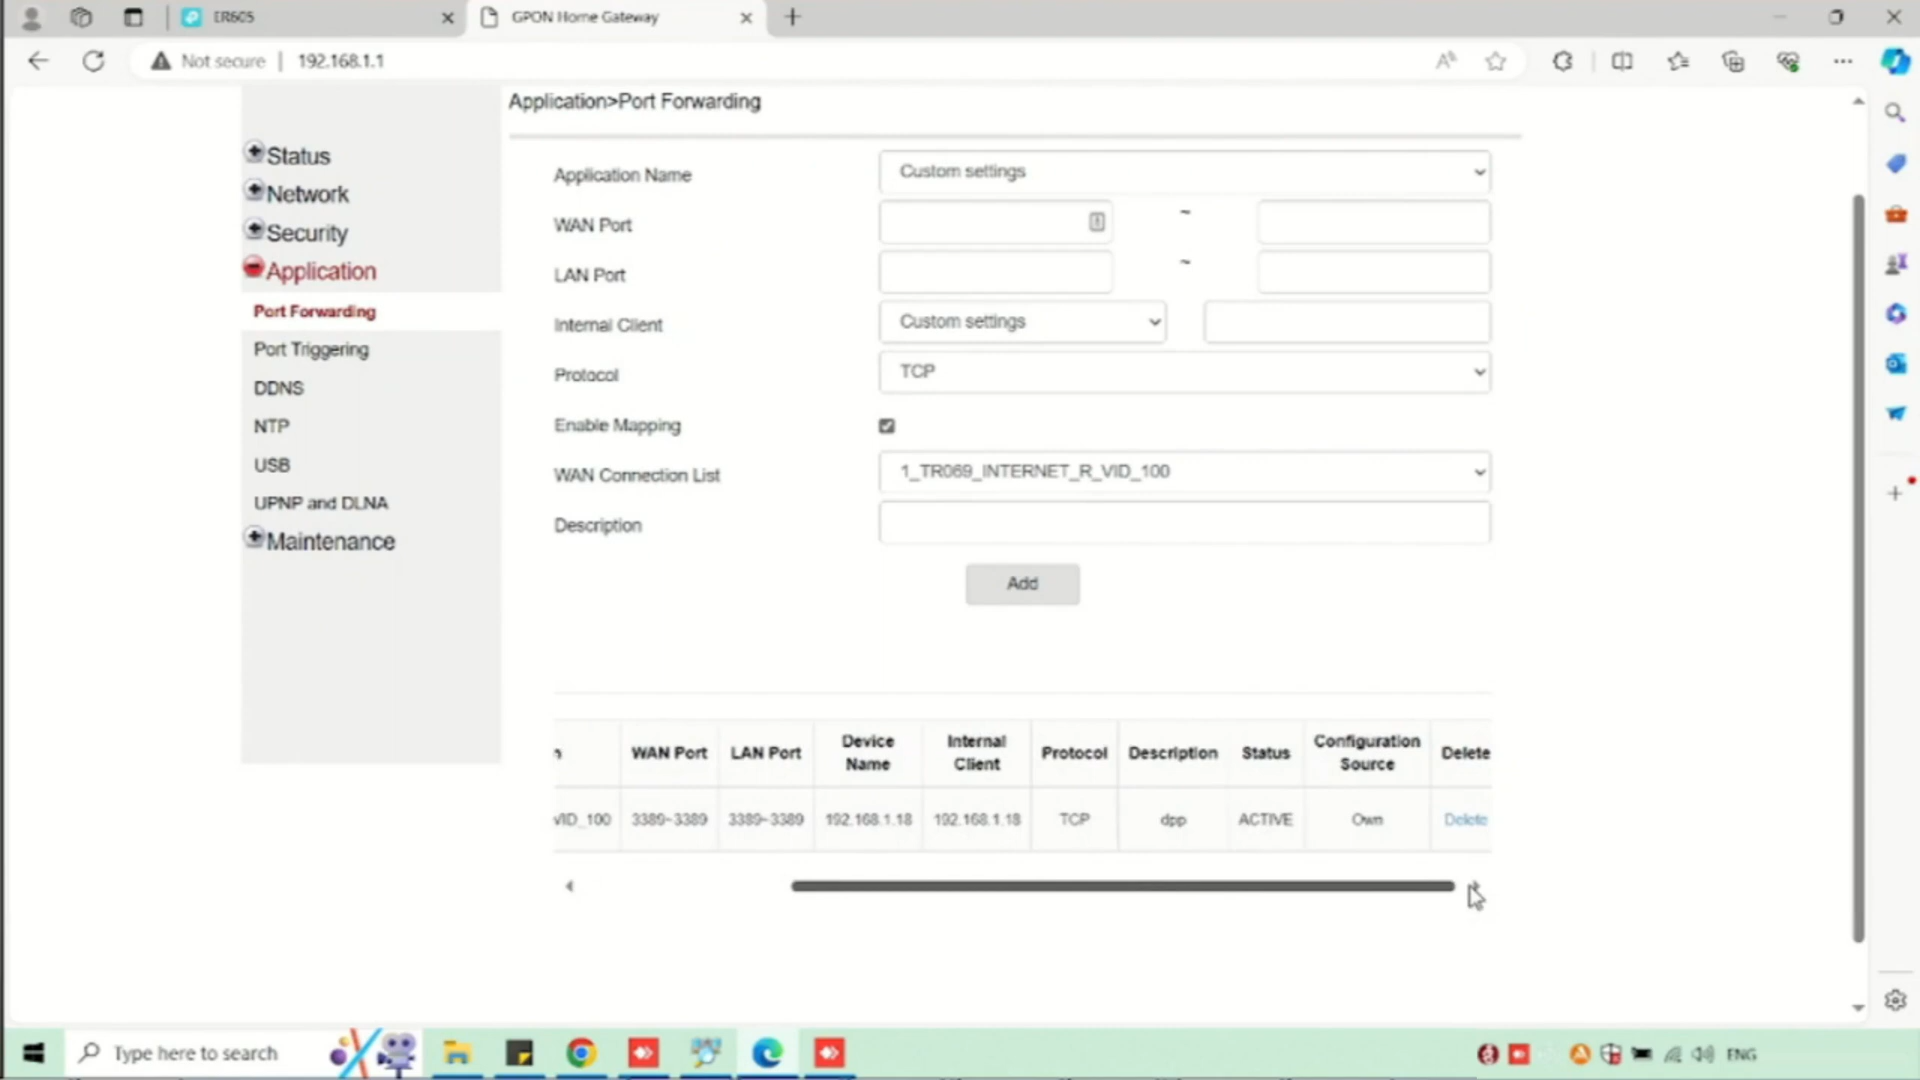 ER605
GPON Home Gateway
Not secure
192.168.1.1
Application>Port Forwarding
Status
Network
Security
Application
Port Forwarding
Port Triggering
DDNS
NTP
USB
UPNP and DLNA
Maintenance
Application Name
Custom settings
WAN Port
~
LAN Port
~
Internal Client
Custom settings
Protocol
TCP
Enable Mapping
WAN Connection List
1_TR069_INTERNET_R_VID_100
Description
Add
WAN Port
LAN Port
Device
Name
Internal
Client
Protocol
Description
Status
Configuration
Source
Delete
VID_100
3389~3389
3389~3389
192.168.1.18
192.168.1.18
TCP
dpp
ACTIVE
Own
Delete
Type here to search
ENG